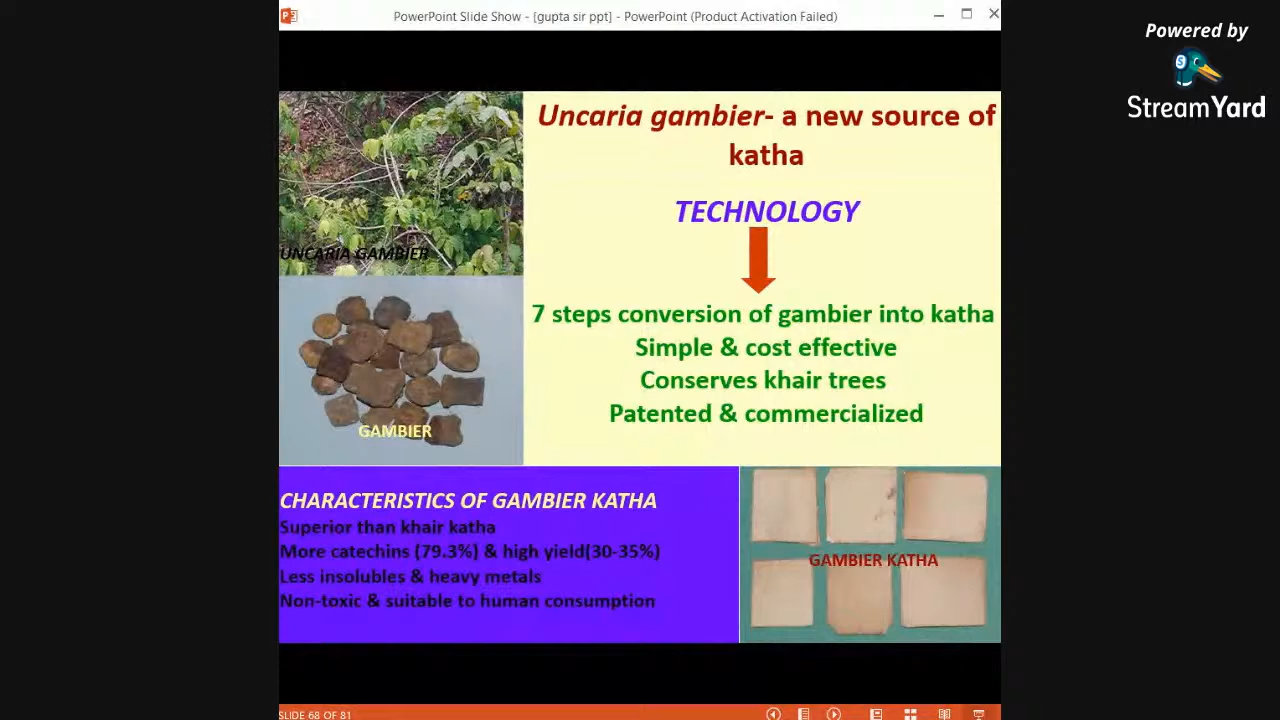 PowerPoint Slide Show - [gupta sir ppt] - PowerPoint (Product Activation Failed)
Powered by
StreamYard
Uncaria gambier- a new source of
katha
TECHNOLOGY
7 steps conversion of gambier into katha
Simple & cost effective
Conserves khair trees
Patented & commercialized
UNCARIA GAMBIER
GAMBIER
CHARACTERISTICS OF GAMBIER KATHA
Superior than khair katha
More catechins (79.3%) & high yield(30-35%)
Less insolubles & heavy metals
Non-toxic & suitable to human consumption
GAMBIER KATHA
SLIDE 68 OF 81